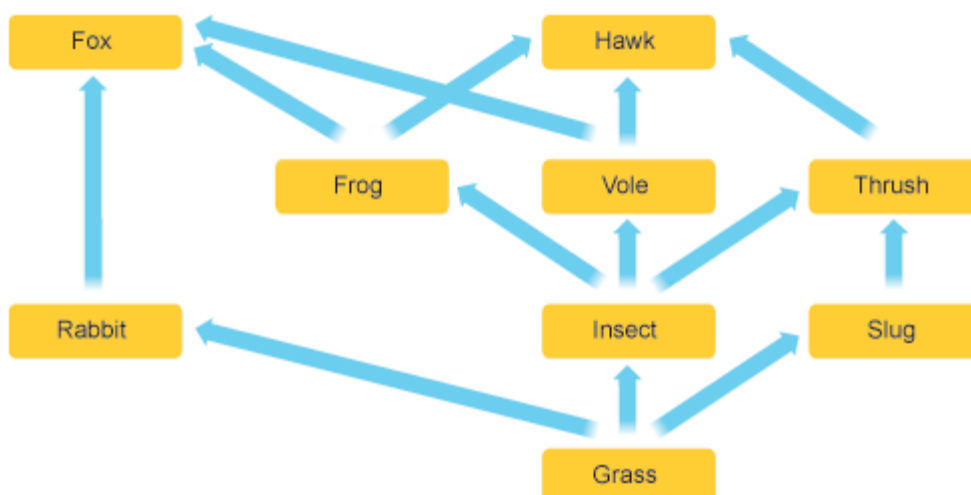 Fox
Hawk
Frog
Vole
Thrush
Rabbit
Insect
Slug
Grass